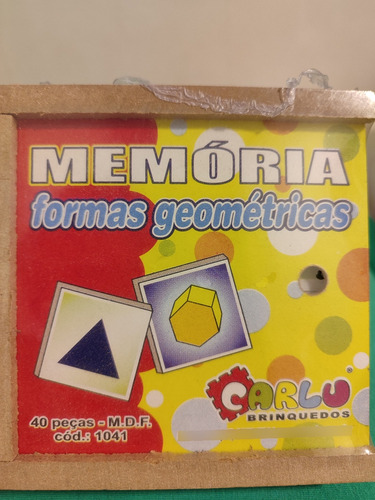 MEMÓRIA
formas geométricas
CARLU®
BRINQUEDOS
40 peças - M.D.F.
cód.: 1041